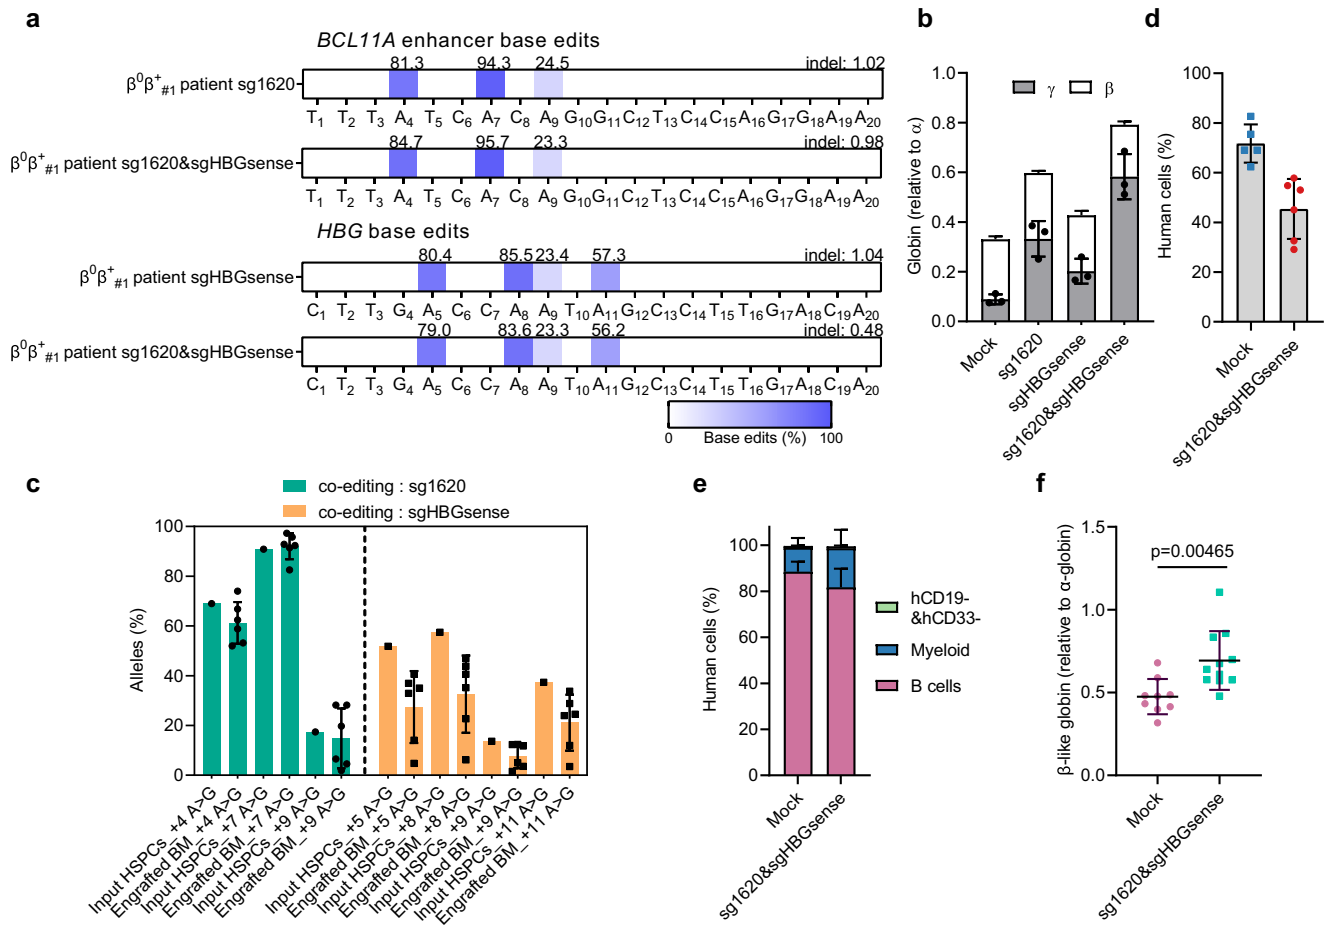 a
BCL11A enhancer base edits
81.3 94.3 24.5 indel: 1.02
β⁰β⁺#1 patient sg1620
T1 T2 T3 A4 T5 C6 A7 C8 A9 G10 G11 C12 T13 C14 C15 A16 G17 G18 A19 A20
84.7 95.7 23.3 indel: 0.98
β⁰β⁺#1 patient sg1620&sgHBGsense
T1 T2 T3 A4 T5 C6 A7 C8 A9 G10 G11 C12 T13 C14 C15 A16 G17 G18 A19 A20
HBG base edits
80.4 85.5 23.4 57.3 indel: 1.04
β⁰β⁺#1 patient sgHBGsense
C1 T2 T3 G4 A5 C6 C7 A8 A9 T10 A11 G12 C13 C14 T15 T16 G17 A18 C19 A20
79.0 83.6 23.3 56.2 indel: 0.48
β⁰β⁺#1 patient sg1620&sgHBGsense
C1 T2 T3 G4 A5 C6 C7 A8 A9 T10 A11 G12 C13 C14 T15 T16 G17 A18 C19 A20
0 Base edits (%) 100
b
Globin (relative to α)
1.0
0.8
0.6
0.4
0.2
0.0
γ β
Mock
sg1620
sgHBGsense
sg1620&sgHBGsense
d
Human cells (%)
100
80
60
40
20
0
Mock
sg1620&sgHBGsense
c
co-editing : sg1620
co-editing : sgHBGsense
Alleles (%)
100
80
60
40
20
0
Input HSPCs_+4 A>G
Engrafted BM_+4 A>G
Input HSPCs_+7 A>G
Engrafted BM_+7 A>G
Input HSPCs_+9 A>G
Engrafted BM_+9 A>G
Input HSPCs_+5 A>G
Engrafted BM_+5 A>G
Input HSPCs_+8 A>G
Engrafted BM_+8 A>G
Input HSPCs_+9 A>G
Engrafted BM_+9 A>G
Input HSPCs_+11 A>G
Engrafted BM_+11 A>G
e
Human cells (%)
100
80
60
40
20
0
hCD19-
&hCD33-
Myeloid
B cells
Mock
sg1620&sgHBGsense
f
β-like globin (relative to α-globin)
1.5
1.0
0.5
0.0
p=0.00465
Mock
sg1620&sgHBGsense